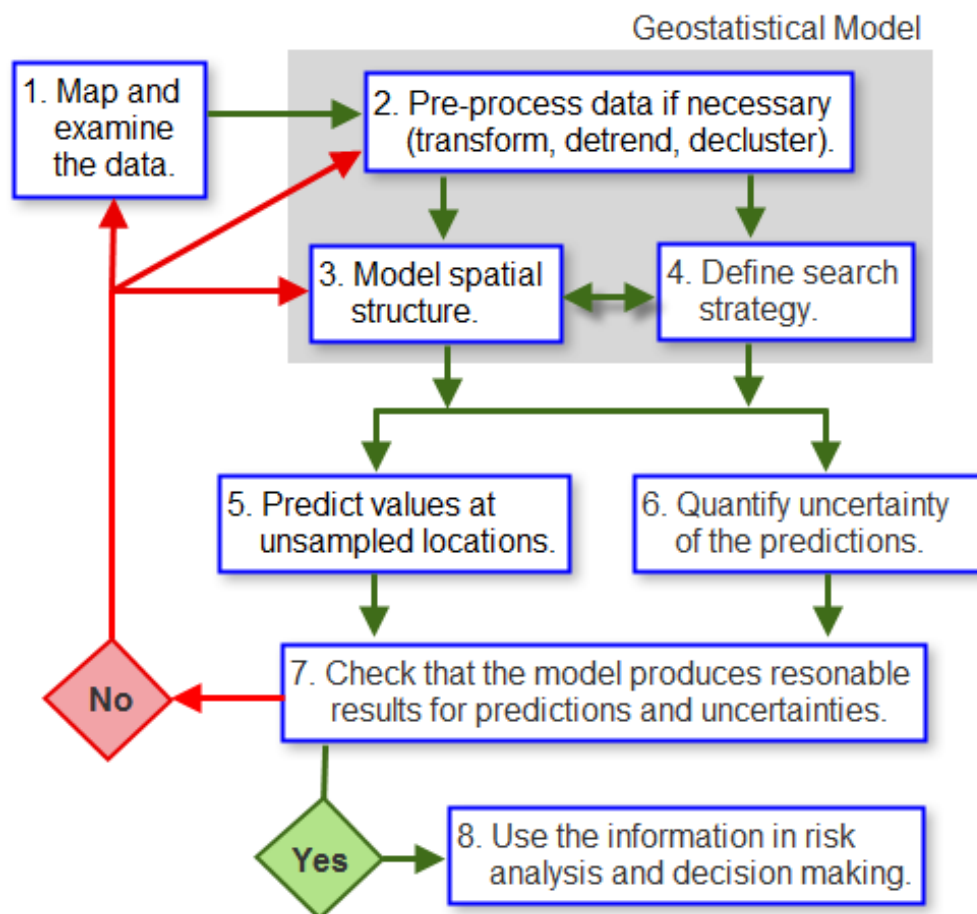 Geostatistical Model
1. Map and
examine
the data.
2. Pre-process data if necessary
(transform, detrend, decluster).
3. Model spatial
structure.
4. Define search
strategy.
5. Predict values at
unsampled locations.
6. Quantify uncertainty
of the predictions.
7. Check that the model produces resonable
results for predictions and uncertainties.
No
Yes
8. Use the information in risk
analysis and decision making.